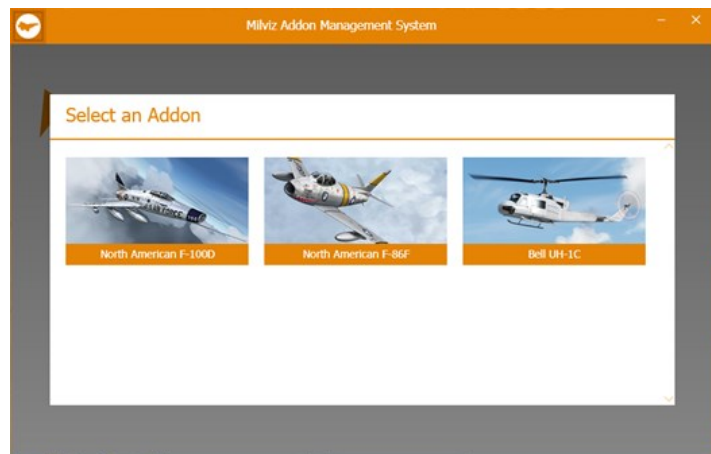 Milviz Addon Management System
Select an Addon
North American F-100D
North American F-86F
Bell UH-1C